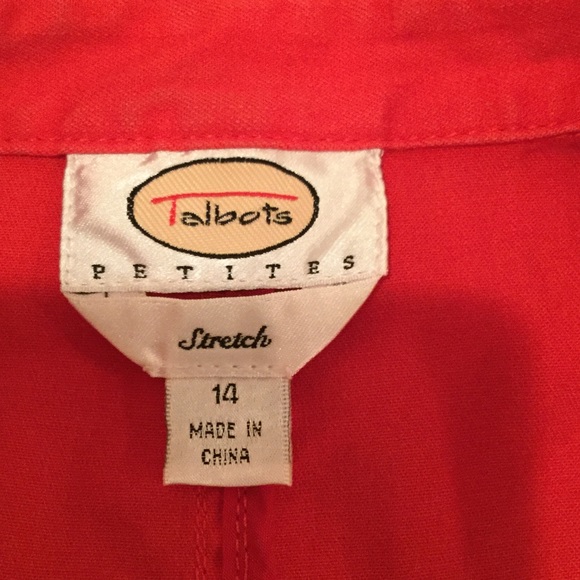 Talbots
PETITES
Stretch
14
MADE IN
CHINA